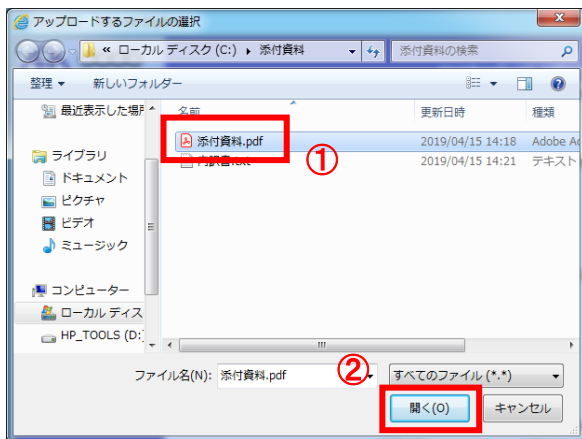 アップロードするファイルの選択
« ローカル ディスク (C:) ▸ 添付資料
添付資料の検索
整理 ▼ 新しいフォルダー
最近表示した場所
名前 更新日時 種類
添付資料.pdf 2019/04/15 14:18 Adobe Ac
① 
内訳書.txt 2019/04/15 14:21 テキスト
ライブラリ
ドキュメント
ピクチャ
ビデオ
ミュージック
コンピューター
ローカル ディス
HP_TOOLS (D:)
②
ファイル名(N): 添付資料.pdf すべてのファイル (*.*)
開く(O) キャンセル